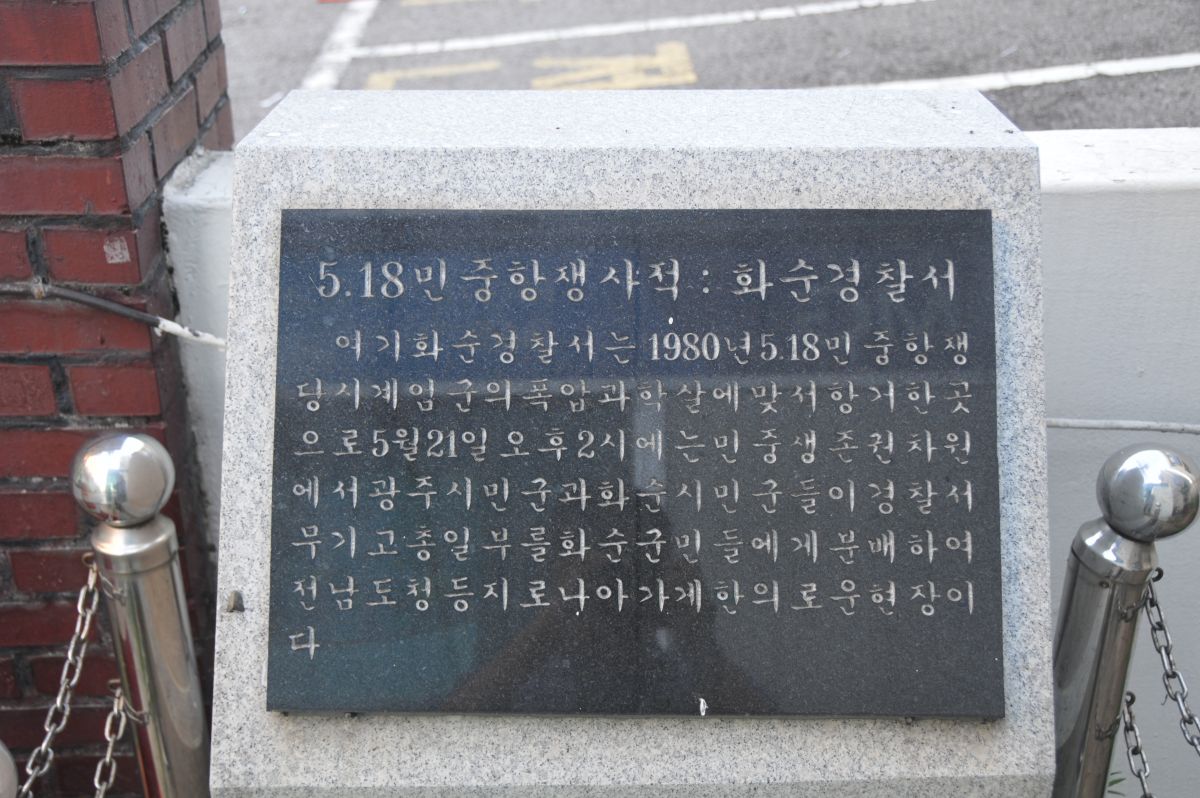 5.18민중항쟁사적 : 화순경찰서
여기화순경찰서는 1980년5.18민중항쟁
당시계엄군의폭압과학살에맞서항거한곳
으로5월21일오후2시에는민중생존권차원
에서광주시민군과화순시민군들이경찰서
무기고총일부를화순군민들에게분배하여
전남도청등지로나아가게한의로운현장이
다